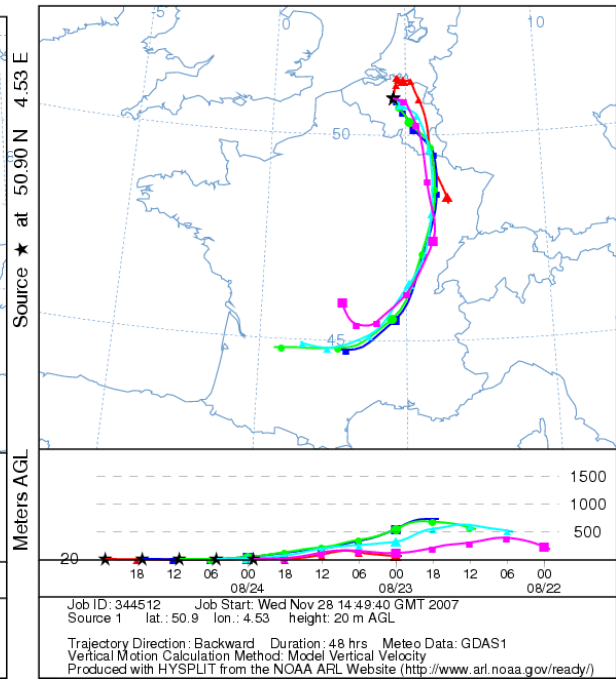 Source ★ at 50.90 N 4.53 E
-5
0
5
10
50
45
Meters AGL
1500
1000
500
20
18 12 06 00 18 12 06 00 18 12 06 00
08/24 08/23 08/22
Job ID: 344512 Job Start: Wed Nov 28 14:49:40 GMT 2007
Source 1 lat.: 50.9 lon.: 4.53 height: 20 m AGL
Trajectory Direction: Backward Duration: 48 hrs Meteo Data: GDAS1
Vertical Motion Calculation Method: Model Vertical Velocity
Produced with HYSPLIT from the NOAA ARL Website (http://www.arl.noaa.gov/ready/)